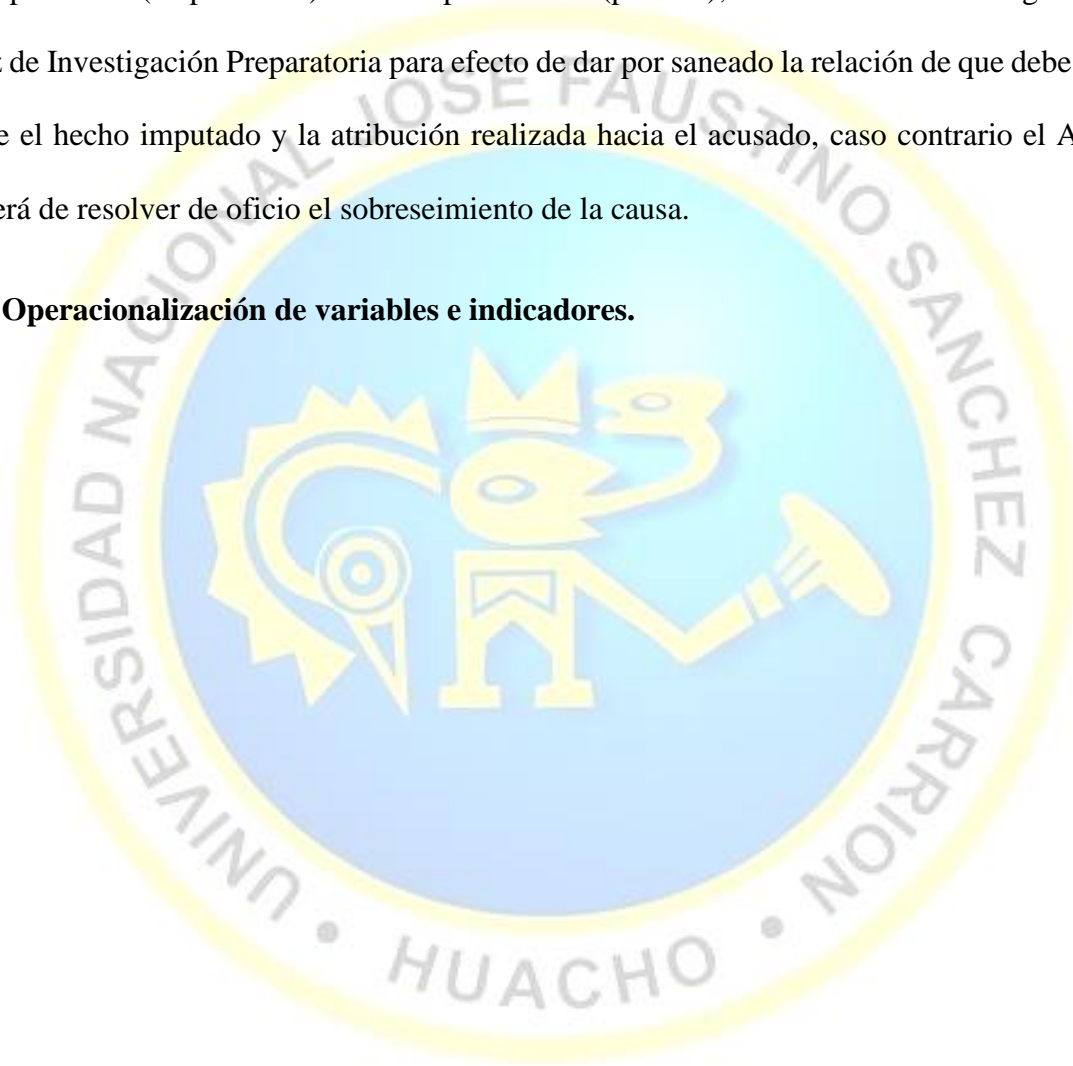 de Investigación Preparatoria para efecto de dar por saneado la relación de que debe
el hecho imputado y la atribución realizada hacia el acusado, caso contrario el A
de resolver de oficio el sobreseimiento de la causa.
Operacionalización de variables e indicadores.
UNIVERSIDAD NACIONAL JOSE FAUSTINO SANCHEZ CARRION
• HUACHO •